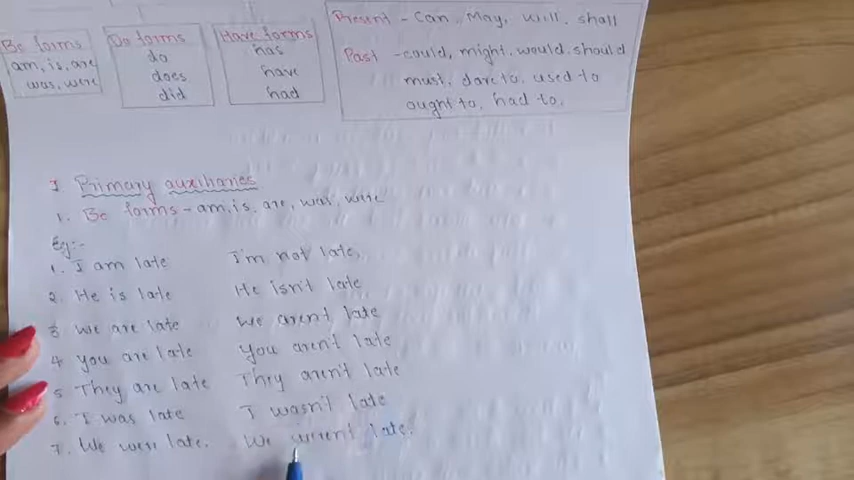 Be forms
am, is, are
was, were
Do forms
do
does
did
Have forms
has
have
had
Present - Can, May, will, shall
Past - could, might, would, should
must, dare to, used to
ought to, had to,
I Primary auxiliaries
1. Be forms - am, is, are, was, were
Eg:-
1. I am late I'm not late,
2. He is late He isn't late
3 We are late We aren't late
4 you are late You aren't late
5 They are late They aren't late
6. I was late I wasn't late
7. We were late. We weren't late.